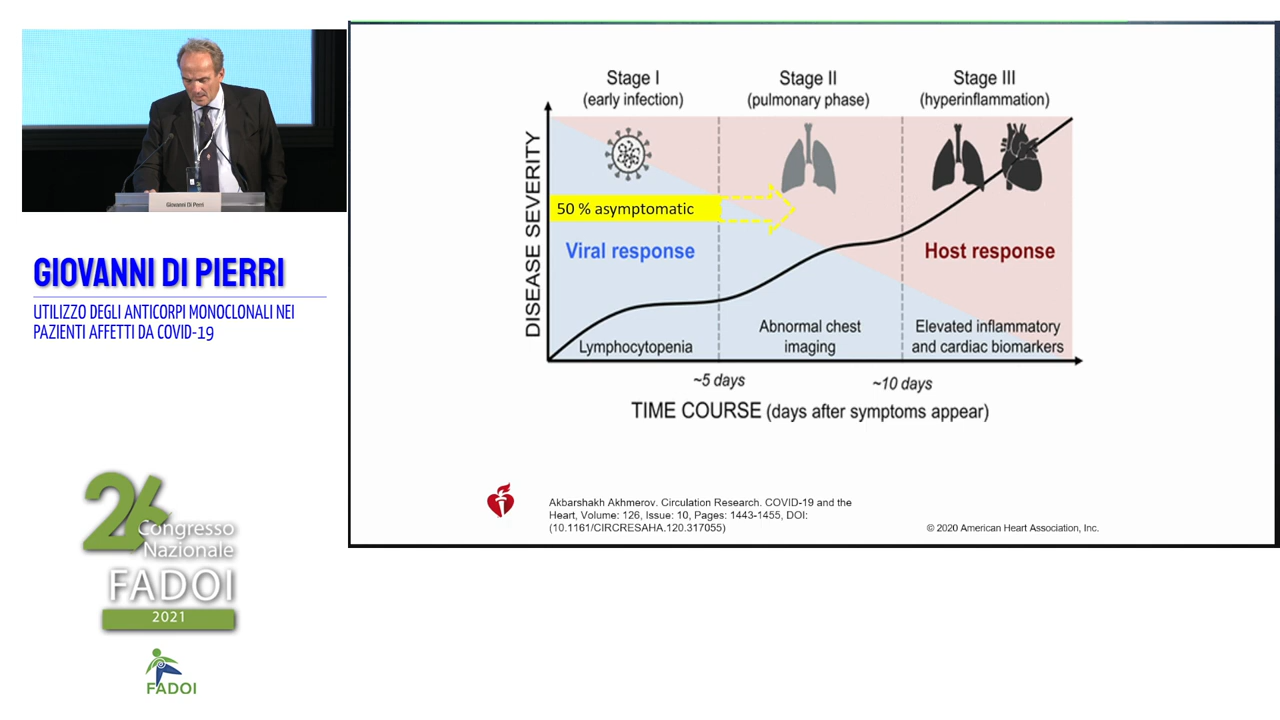 Giovanni Di Perri
GIOVANNI DI PIERRI
UTILIZZO DEGLI ANTICORPI MONOCLONALI NEI
PAZIENTI AFFETTI DA COVID-19
26
Congresso
Nazionale
FADOI
2021
FADOI
Stage I
(early infection)
Stage II
(pulmonary phase)
Stage III
(hyperinflammation)
DISEASE SEVERITY
50 % asymptomatic
Viral response
Host response
Lymphocytopenia
Abnormal chest
imaging
Elevated inflammatory
and cardiac biomarkers
~5 days
~10 days
TIME COURSE (days after symptoms appear)
Akbarshakh Akhmerov. Circulation Research. COVID-19 and the
Heart, Volume: 126, Issue: 10, Pages: 1443-1455, DOI:
(10.1161/CIRCRESAHA.120.317055)
© 2020 American Heart Association, Inc.